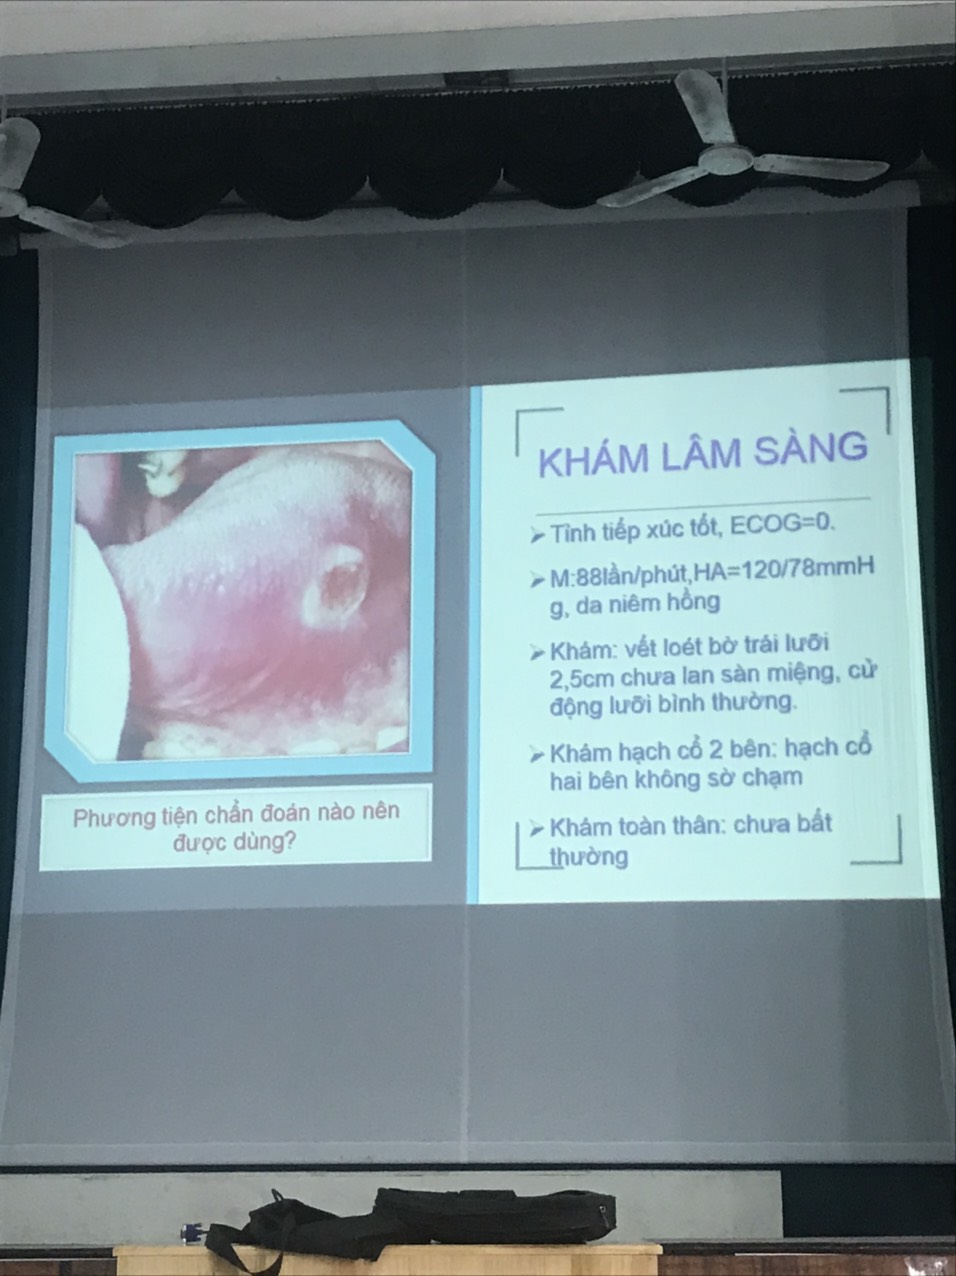 KHÁM LÂM SÀNG
➢ Tỉnh tiếp xúc tốt, ECOG=0.
➢ M:88lần/phút,HA=120/78mmH
g, da niêm hồng
➢ Khám: vết loét bờ trái lưỡi
2,5cm chưa lan sàn miệng, cử
động lưỡi bình thường.
➢ Khám hạch cổ 2 bên: hạch cổ
hai bên không sờ chạm
➢ Khám toàn thân: chưa bất
thường
Phương tiện chẩn đoán nào nên
được dùng?